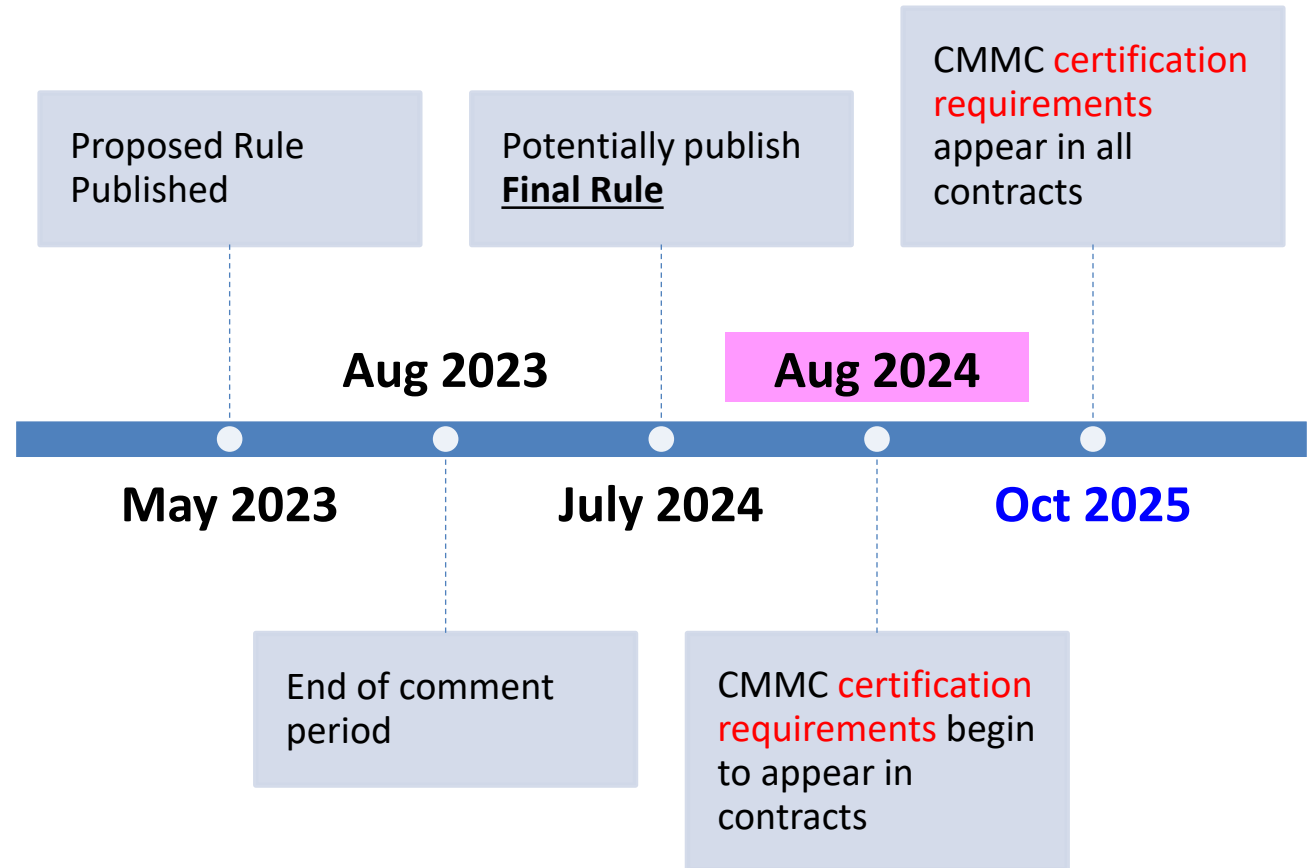 Proposed Rule
Published
Potentially publish
Final Rule
CMMC certification
requirements
appear in all
contracts
Aug 2023
Aug 2024
May 2023
July 2024
Oct 2025
End of comment
period
CMMC certification
requirements begin
to appear in
contracts